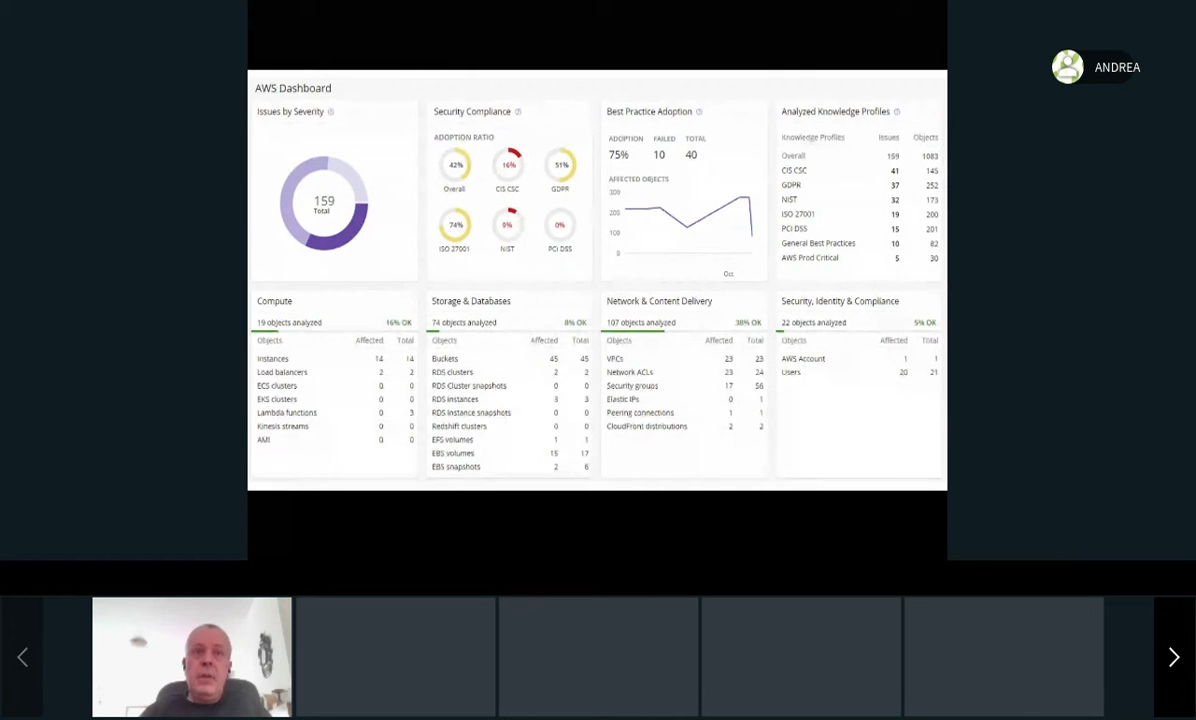 ANDREA
AWS Dashboard
Issues by Severity
159
Total
Security Compliance
ADOPTION RATIO
42%
16%
51%
Overall
CIS CSC
GDPR
74%
9%
0%
ISO 27001
NIST
PCI DSS
Best Practice Adoption
ADOPTION FAILED TOTAL
75% 10 40
AFFECTED OBJECTS
300
200
100
0
Oct
Analyzed Knowledge Profiles
Knowledge Profiles Issues Objects
Overall 159 1083
CIS CSC 41 145
GDPR 37 252
NIST 32 173
ISO 27001 19 200
PCI DSS 15 201
General Best Practices 10 82
AWS Prod Critical 5 30
Compute
19 objects analyzed 16% OK
Objects Affected Total
Instances 14 14
Load balancers 2 2
ECS clusters 0 0
EKS clusters 0 0
Lambda functions 0 3
Kinesis streams 0 0
AMI 0 0
Storage & Databases
74 objects analyzed 8% OK
Objects Affected Total
Buckets 45 45
RDS clusters 2 2
RDS Cluster snapshots 0 0
RDS instances 3 3
RDS Instance snapshots 0 0
Redshift clusters 0 0
EFS volumes 1 1
EBS volumes 15 17
EBS snapshots 2 6
Network & Content Delivery
107 objects analyzed 38% OK
Objects Affected Total
VPCs 23 23
Network ACLs 23 24
Security groups 17 56
Elastic IPs 0 1
Peering connections 1 1
CloudFront distributions 2 2
Security, Identity & Compliance
22 objects analyzed 5% OK
Objects Affected Total
AWS Account 1 1
Users 20 21